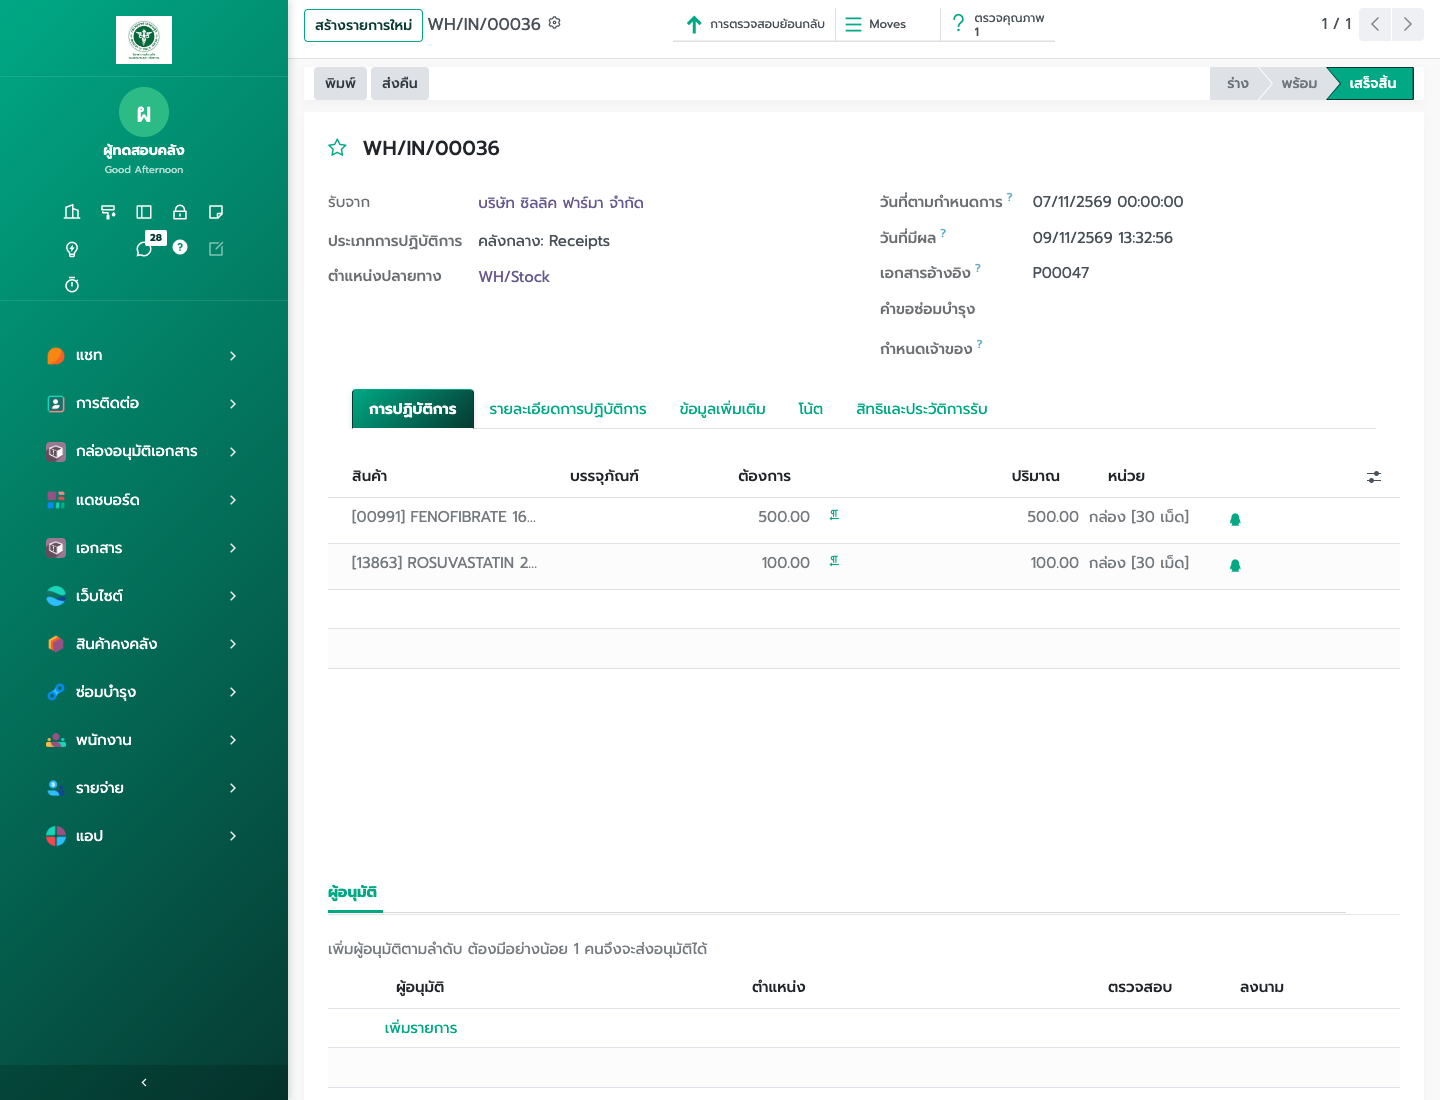 ผ
ผู้ทดสอบคลัง
Good Afternoon
28
แชท
การติดต่อ
กล่องอนุมัติเอกสาร
แดชบอร์ด
เอกสาร
เว็บไซต์
สินค้าคงคลัง
ซ่อมบำรุง
พนักงาน
รายจ่าย
แอป
สร้างรายการใหม่ WH/IN/00036
การตรวจสอบย้อนกลับ
Moves
ตรวจคุณภาพ
1
1 / 1
พิมพ์ ส่งคืน
ร่าง พร้อม เสร็จสิ้น
WH/IN/00036
รับจาก บริษัท ซิลลิค ฟาร์มา จำกัด
ประเภทการปฏิบัติการ คลังกลาง: Receipts
ตำแหน่งปลายทาง WH/Stock
วันที่ตามกำหนดการ ? 07/11/2569 00:00:00
วันที่มีผล ? 09/11/2569 13:32:56
เอกสารอ้างอิง ? P00047
คำขอซ่อมบำรุง
กำหนดเจ้าของ ?
การปฏิบัติการ รายละเอียดการปฏิบัติการ ข้อมูลเพิ่มเติม โน้ต สิทธิและประวัติการรับ
สินค้า บรรจุภัณฑ์ ต้องการ ปริมาณ หน่วย
[00991] FENOFIBRATE 16... 500.00 500.00 กล่อง [30 เม็ด]
[13863] ROSUVASTATIN 2... 100.00 100.00 กล่อง [30 เม็ด]
ผู้อนุมัติ
เพิ่มผู้อนุมัติตามลำดับ ต้องมีอย่างน้อย 1 คนจึงจะส่งอนุมัติได้
ผู้อนุมัติ ตำแหน่ง ตรวจสอบ ลงนาม
เพิ่มรายการ